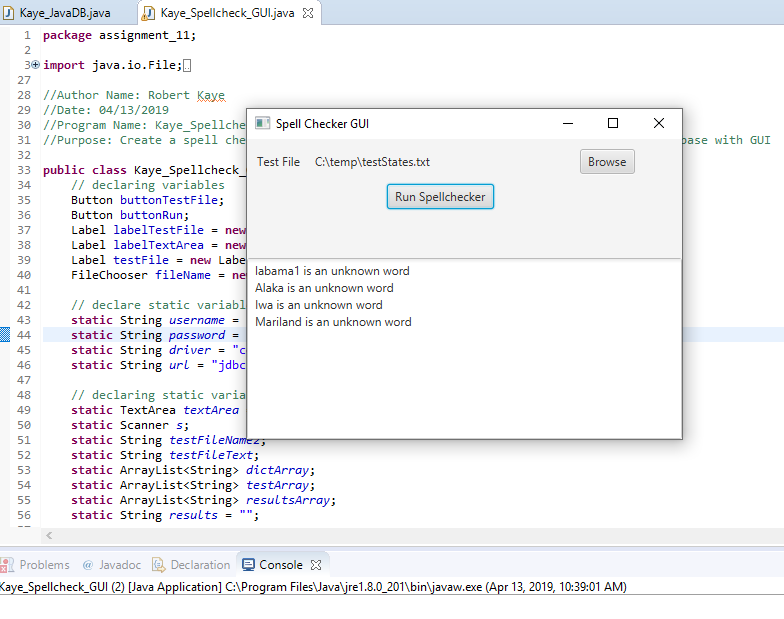 Kaye_JavaDB.java
Kaye_Spellcheck_GUI.java
1 package assignment_11;
2
3 import java.io.File;
27
28 //Author Name: Robert Kaye
29 //Date: 04/13/2019
30 //Program Name: Kaye_Spellche
31 //Purpose: Create a spell che
base with GUI
32
33 public class Kaye_Spellcheck_
34 // declaring variables
35 Button buttonTestFile;
36 Button buttonRun;
37 Label labelTestFile = new
38 Label labelTextArea = new
39 Label testFile = new Labe
40 FileChooser fileName = ne
41
42 // declare static variabl
43 static String username =
44 static String password =
45 static String driver = "c
46 static String url = "jdbc
47
48 // declaring static varia
49 static TextArea textArea
50 static Scanner s;
51 static String testFileName2;
52 static String testFileText;
53 static ArrayList<String> dictArray;
54 static ArrayList<String> testArray;
55 static ArrayList<String> resultsArray;
56 static String results = "";
Spell Checker GUI
Test File C:\temp\testStates.txt Browse
Run Spellchecker
labama1 is an unknown word
Alaka is an unknown word
Iwa is an unknown word
Mariland is an unknown word
Problems @ Javadoc Declaration Console
Kaye_Spellcheck_GUI (2) [Java Application] C:\Program Files\Java\jre1.8.0_201\bin\javaw.exe (Apr 13, 2019, 10:39:01 AM)